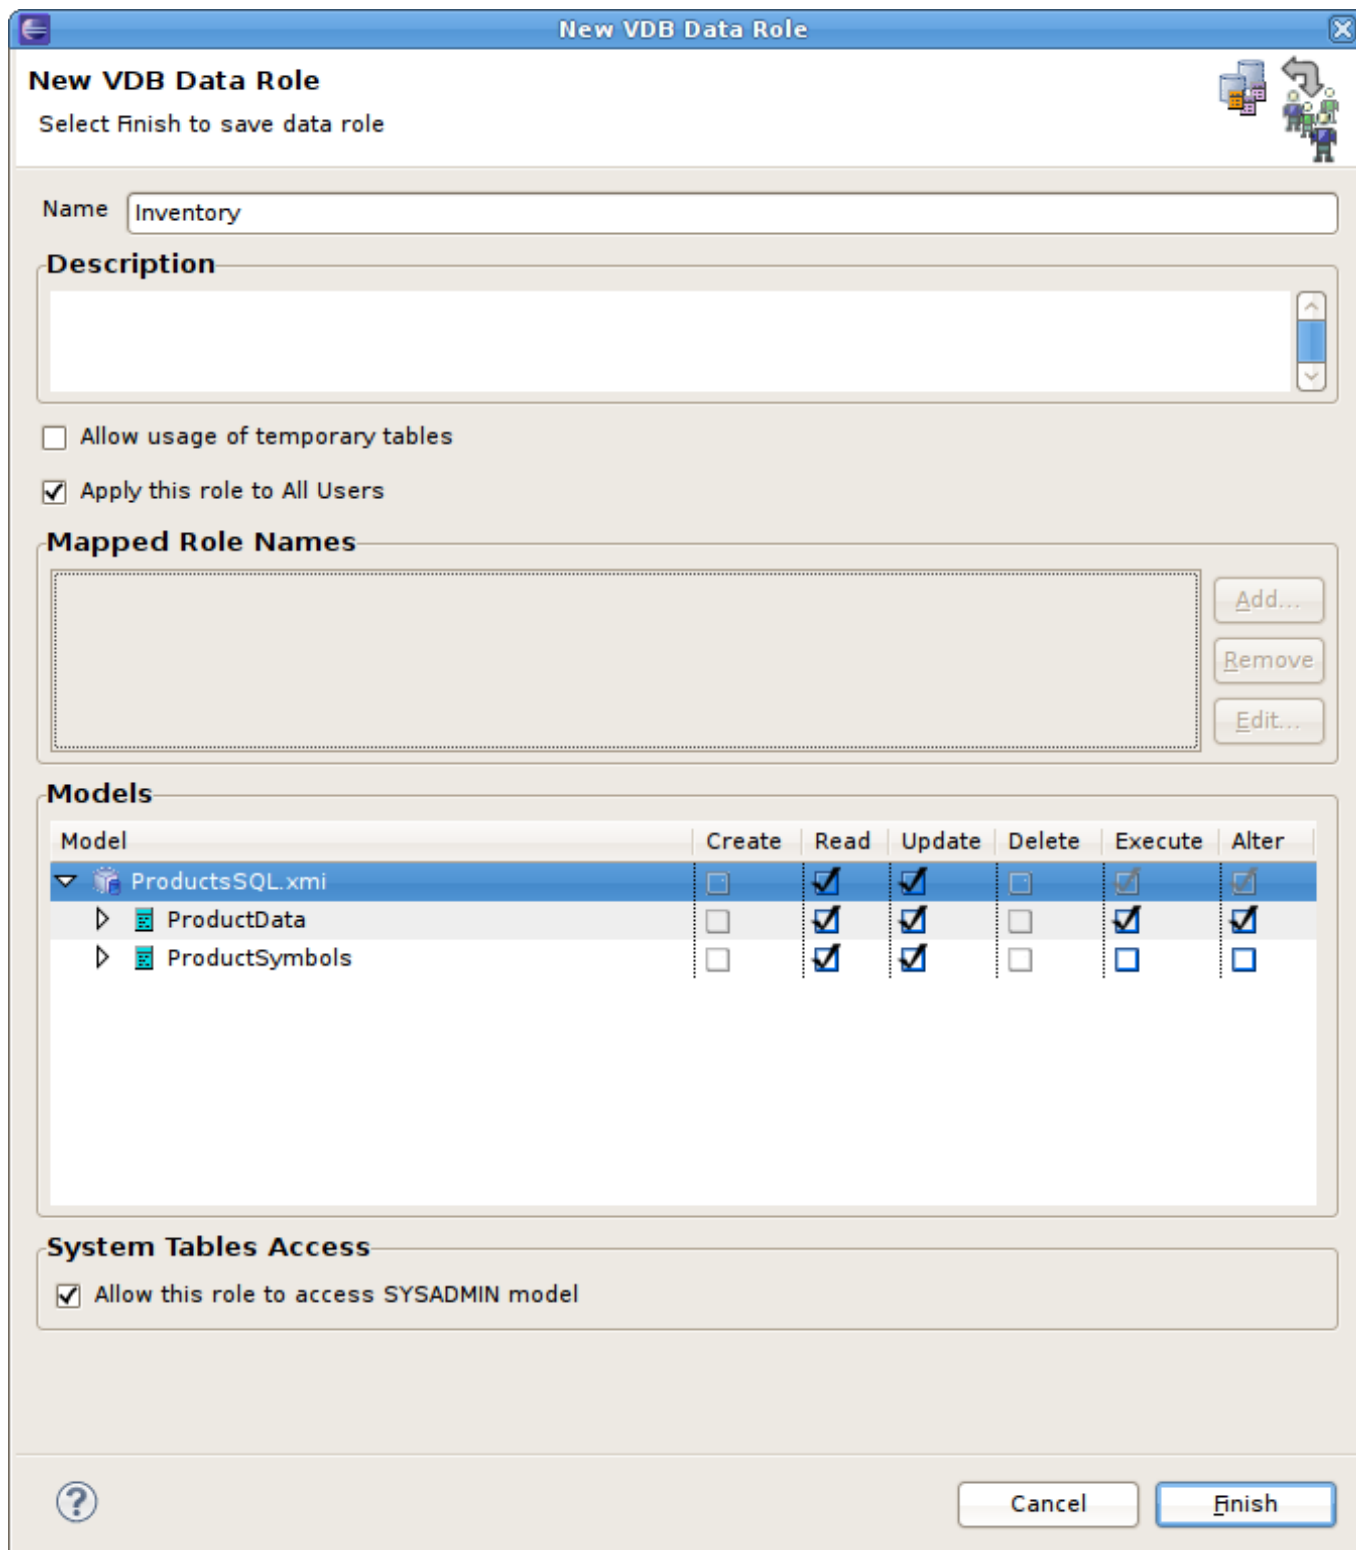 New VDB Data Role
New VDB Data Role
Select Finish to save data role
Name Inventory
Description
Allow usage of temporary tables
Apply this role to All Users
Mapped Role Names
Add...
Remove
Edit...
Models
Model Create Read Update Delete Execute Alter
ProductsSQL.xmi
ProductData
ProductSymbols
System Tables Access
Allow this role to access SYSADMIN model
? Cancel Finish